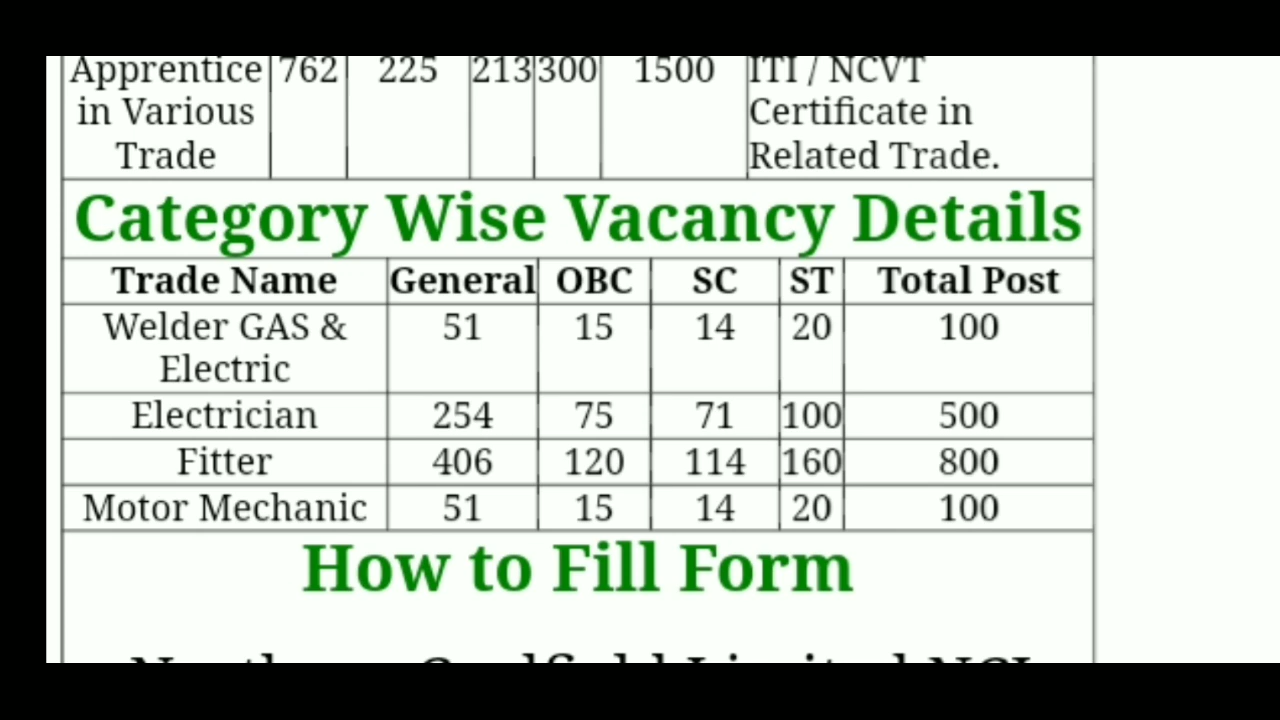 Apprentice 762 225 213 300 1500 ITI / NCVT
in Various Certificate in
Trade Related Trade.
Category Wise Vacancy Details
Trade Name General OBC SC ST Total Post
Welder GAS & 51 15 14 20 100
Electric
Electrician 254 75 71 100 500
Fitter 406 120 114 160 800
Motor Mechanic 51 15 14 20 100
How to Fill Form